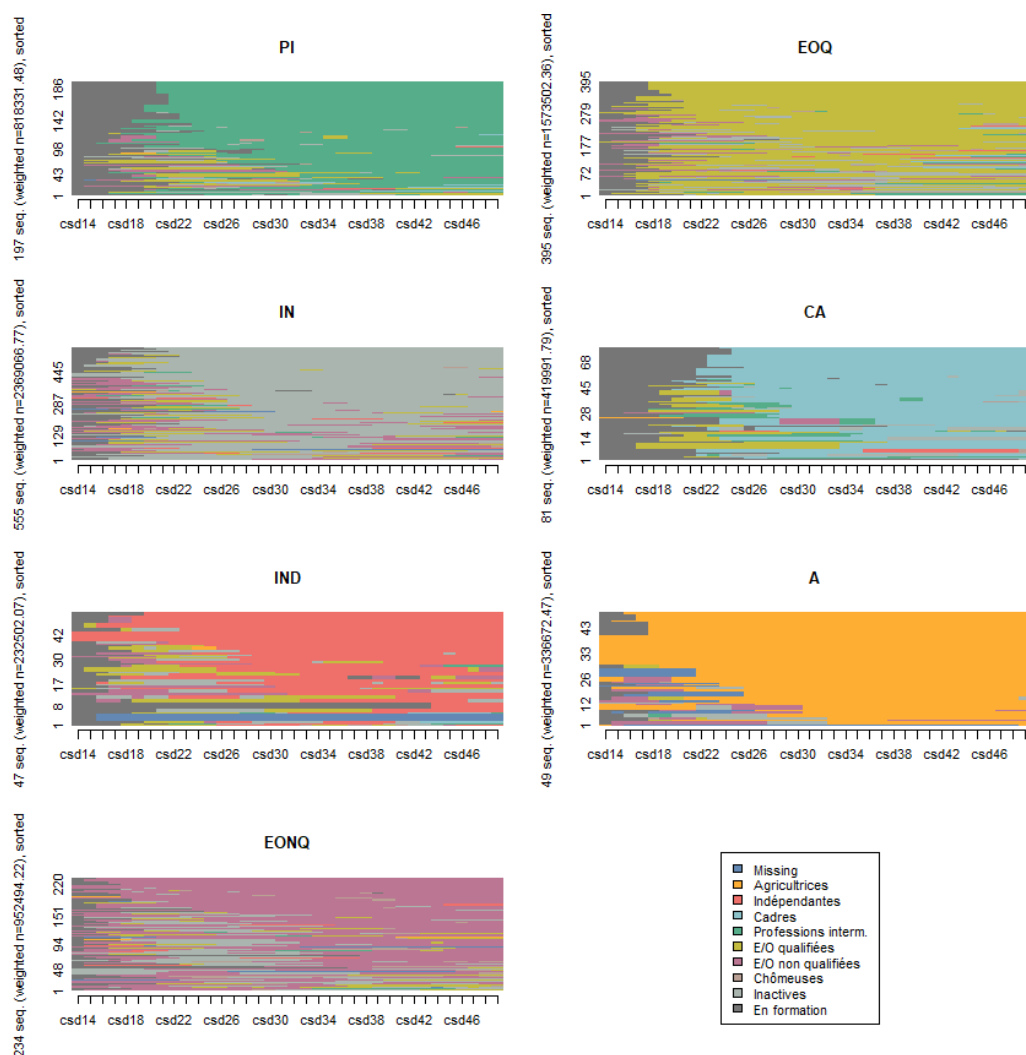 PI
197 seq. (weighted n=818331.48), sorted
1 43 98 142 186
csd14 csd18 csd22 csd26 csd30 csd34 csd38 csd42 csd46
EOQ
395 seq. (weighted n=1573502.36), sorted
1 72 177 279 395
csd14 csd18 csd22 csd26 csd30 csd34 csd38 csd42 csd46
IN
555 seq. (weighted n=2369066.77), sorted
1 129 287 445
csd14 csd18 csd22 csd26 csd30 csd34 csd38 csd42 csd46
CA
81 seq. (weighted n=419991.79), sorted
1 14 28 45 68
csd14 csd18 csd22 csd26 csd30 csd34 csd38 csd42 csd46
IND
47 seq. (weighted n=232502.07), sorted
1 8 17 30 42
csd14 csd18 csd22 csd26 csd30 csd34 csd38 csd42 csd46
A
49 seq. (weighted n=336672.47), sorted
1 12 26 33 43
csd14 csd18 csd22 csd26 csd30 csd34 csd38 csd42 csd46
EONQ
234 seq. (weighted n=952494.22), sorted
1 48 94 151 220
csd14 csd18 csd22 csd26 csd30 csd34 csd38 csd42 csd46
Missing
Agricultrices
Indépendantes
Cadres
Professions interm.
E/O qualifiées
E/O non qualifiées
Chômeuses
Inactives
En formation